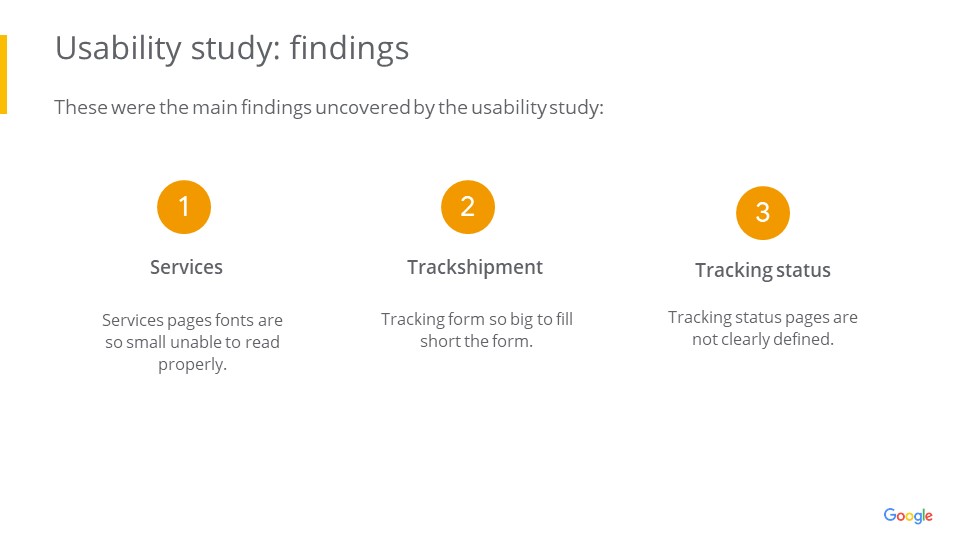 Usability study: findings
These were the main findings uncovered by the usability study:
1
Services
Services pages fonts are
so small unable to read
properly.
2
Trackshipment
Tracking form so big to fill
short the form.
3
Tracking status
Tracking status pages are
not clearly defined.
Google